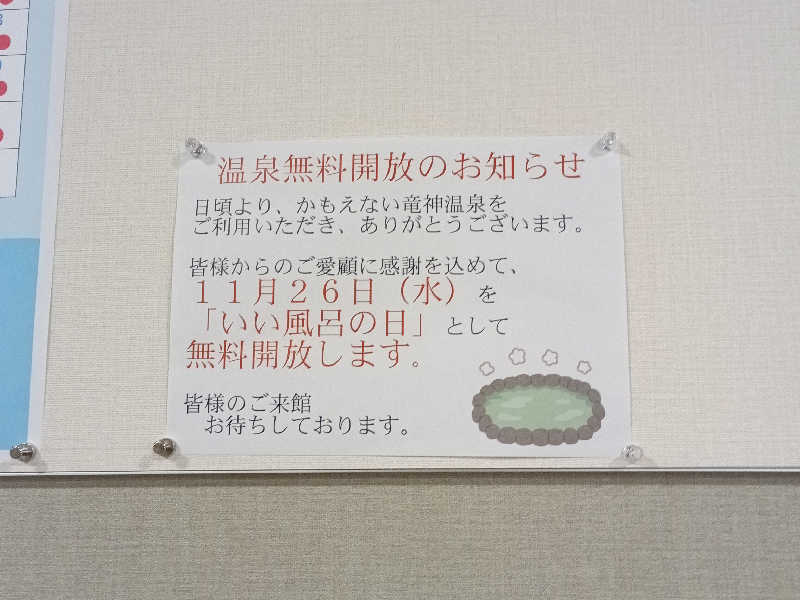 温泉無料開放のお知らせ
日頃より、かもえない竜神温泉を
ご利用いただき、ありがとうございます。
皆様からのご愛顧に感謝を込めて、
１１月２６日（水）を
「いい風呂の日」として
無料開放します。
皆様のご来館
お待ちしております。